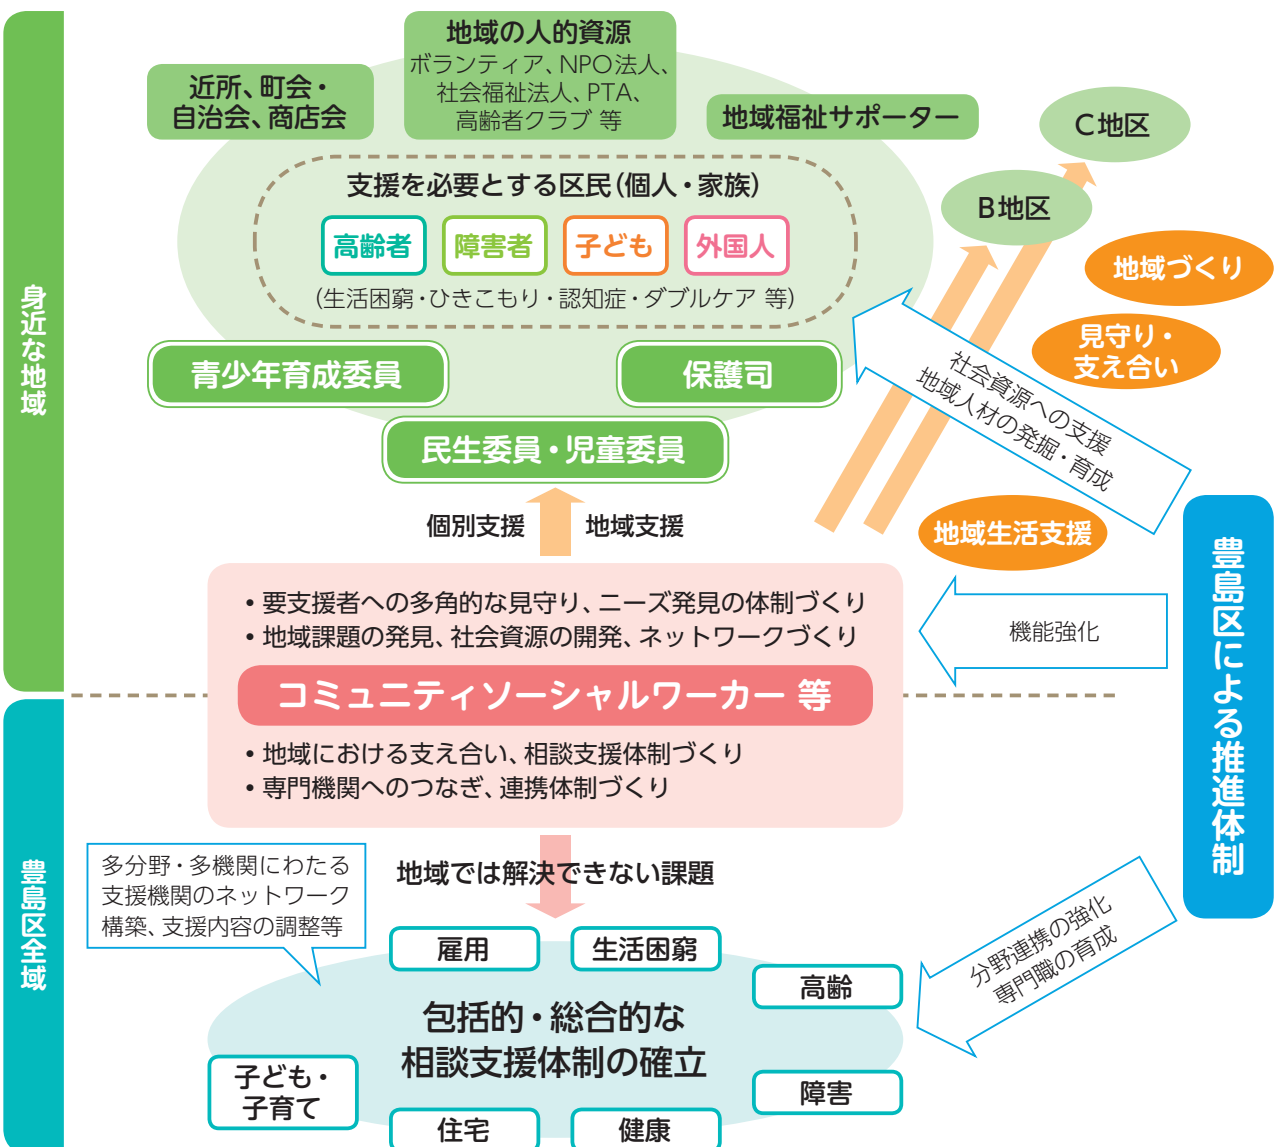 身近な地域
地域の人的資源
ボランティア、NPO法人、
社会福祉法人、PTA、
高齢者クラブ 等
近所、町会・
自治会、商店会
地域福祉サポーター
C地区
B地区
支援を必要とする区民(個人・家族)
高齢者
障害者
子ども
外国人
(生活困窮・ひきこもり・認知症・ダブルケア 等)
地域づくり
見守り・
支え合い
青少年育成委員
保護司
民生委員・児童委員
社会資源への支援
地域人材の発掘・育成
個別支援
地域支援
地域生活支援
豊島区による推進体制
・要支援者への多角的な見守り、ニーズ発見の体制づくり
・地域課題の発見、社会資源の開発、ネットワークづくり
機能強化
コミュニティソーシャルワーカー 等
・地域における支え合い、相談支援体制づくり
・専門機関へのつなぎ、連携体制づくり
豊島区全域
多分野・多機関にわたる
支援機関のネットワーク
構築、支援内容の調整等
地域では解決できない課題
分野連携の強化
専門職の育成
雇用
生活困窮
高齢
包括的・総合的な
相談支援体制の確立
子ども・
子育て
障害
住宅
健康